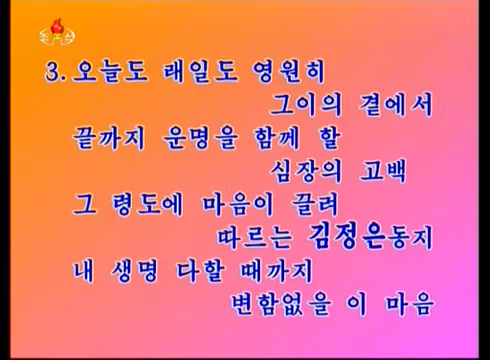 3. 오늘도 래일도 영원히
그이의 곁에서
끝까지 운명을 함께 할
심장의 고백
그 령도에 마음이 끌려
따르는 김정은동지
내 생명 다할 때까지
변함없을 이 마음